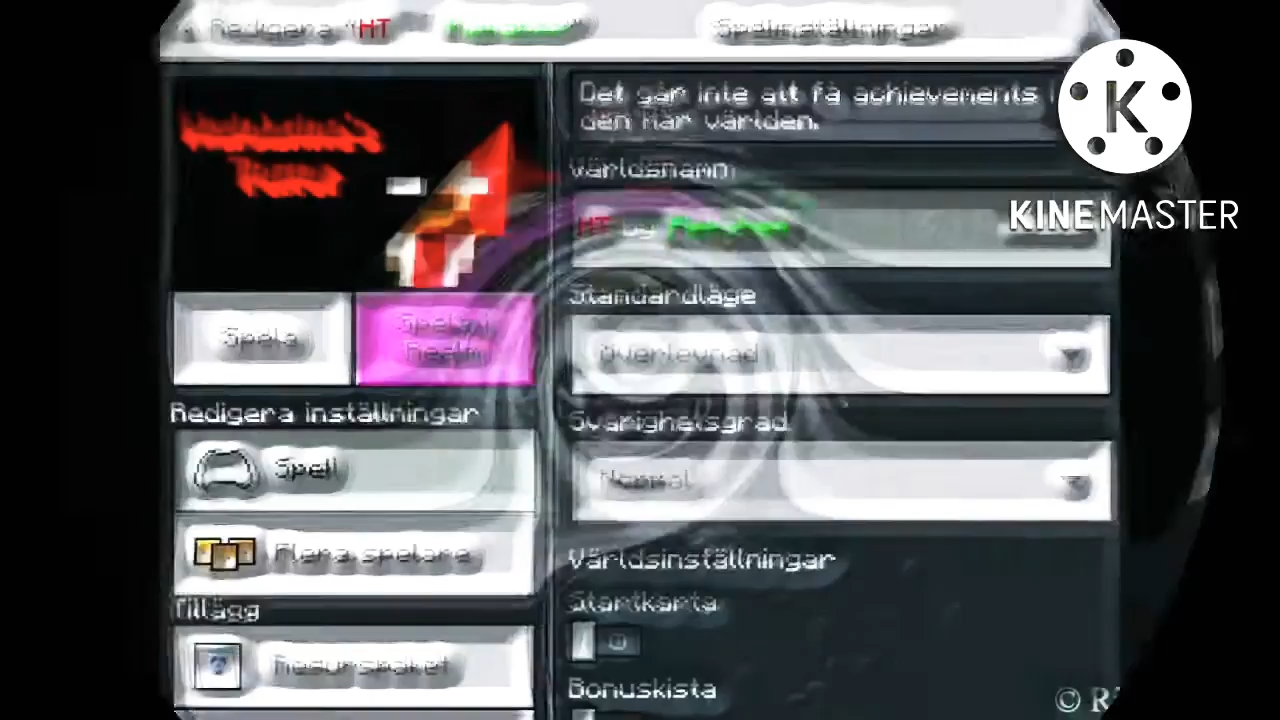 Redigera "HT
Spelinställningar
Det går inte att få achievements i
den här världen.
Världsnamn
HT by
Standardläge
Överlevnad
Svårighetsgrad
Normal
Världsinställningar
Startkarta
Bonuskista
Spela
Spela i
Realm
Redigera inställningar
Spel
Flera spelare
Tillägg
Resurspaket
K
KINEMASTER
© R